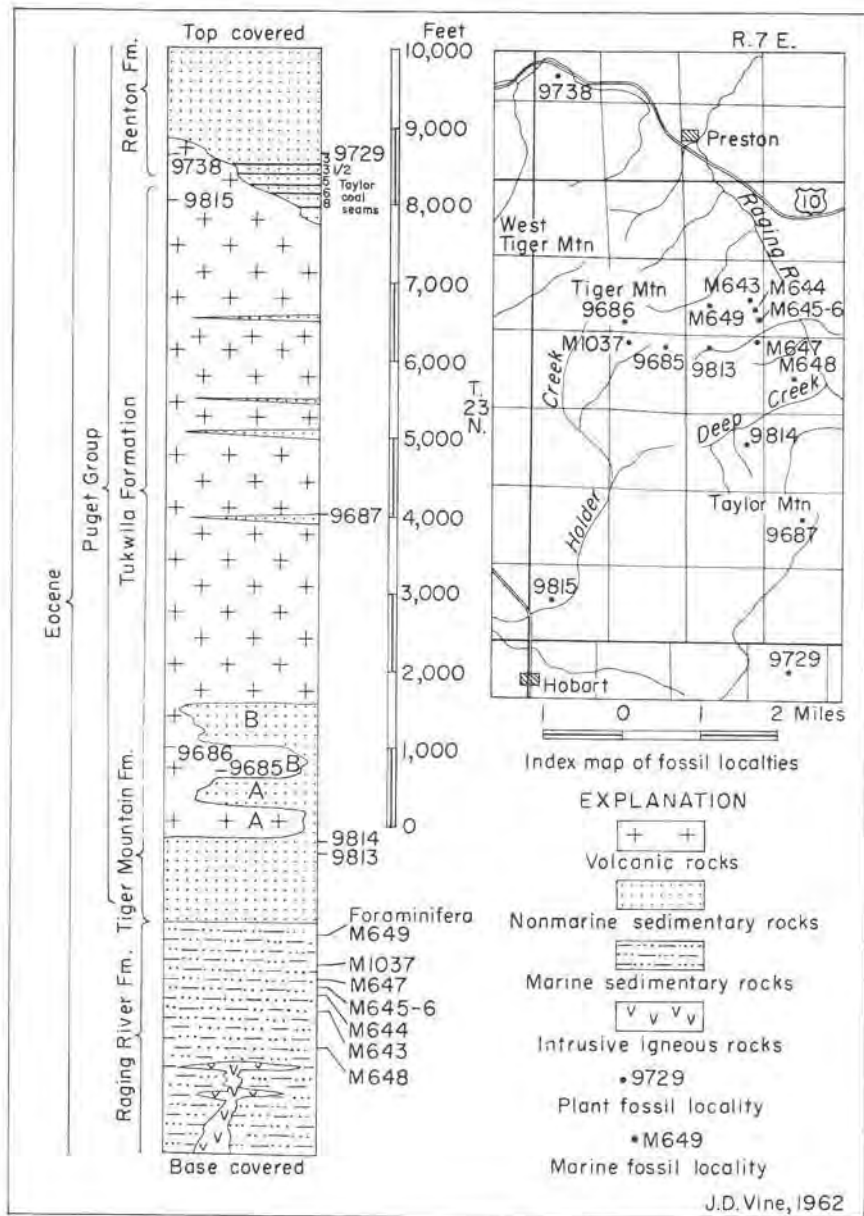 Top covered
Feet
10,000
9,000
8,000
7,000
6,000
5,000
4,000
3,000
2,000
1,000
0
Eocene
Puget Group
Renton Fm.
Tukwila Formation
Tiger Mountain Fm.
Raging River Fm.
9738
9815
3
3 1/2
5
6
8
Taylor
coal
seams
9729
9687
B
9686
9685
B
A
A
9814
9813
Foraminifera
M649
M1037
M647
M645-6
M644
M643
M648
Base covered
R. 7 E.
9738
Preston
10
Raging R
West
Tiger Mtn
Tiger Mtn
9686
M643
M644
M649
M645-6
M1037
9685
9813
M647
M648
T.
23
N.
Creek
Deep Creek
9814
Taylor Mtn
9687
Holder
9815
9729
Hobart
1 0 1 2 Miles
Index map of fossil localties
EXPLANATION
Volcanic rocks
Nonmarine sedimentary rocks
Marine sedimentary rocks
Intrusive igneous rocks
9729
Plant fossil locality
M649
Marine fossil locality
J.D. Vine, 1962